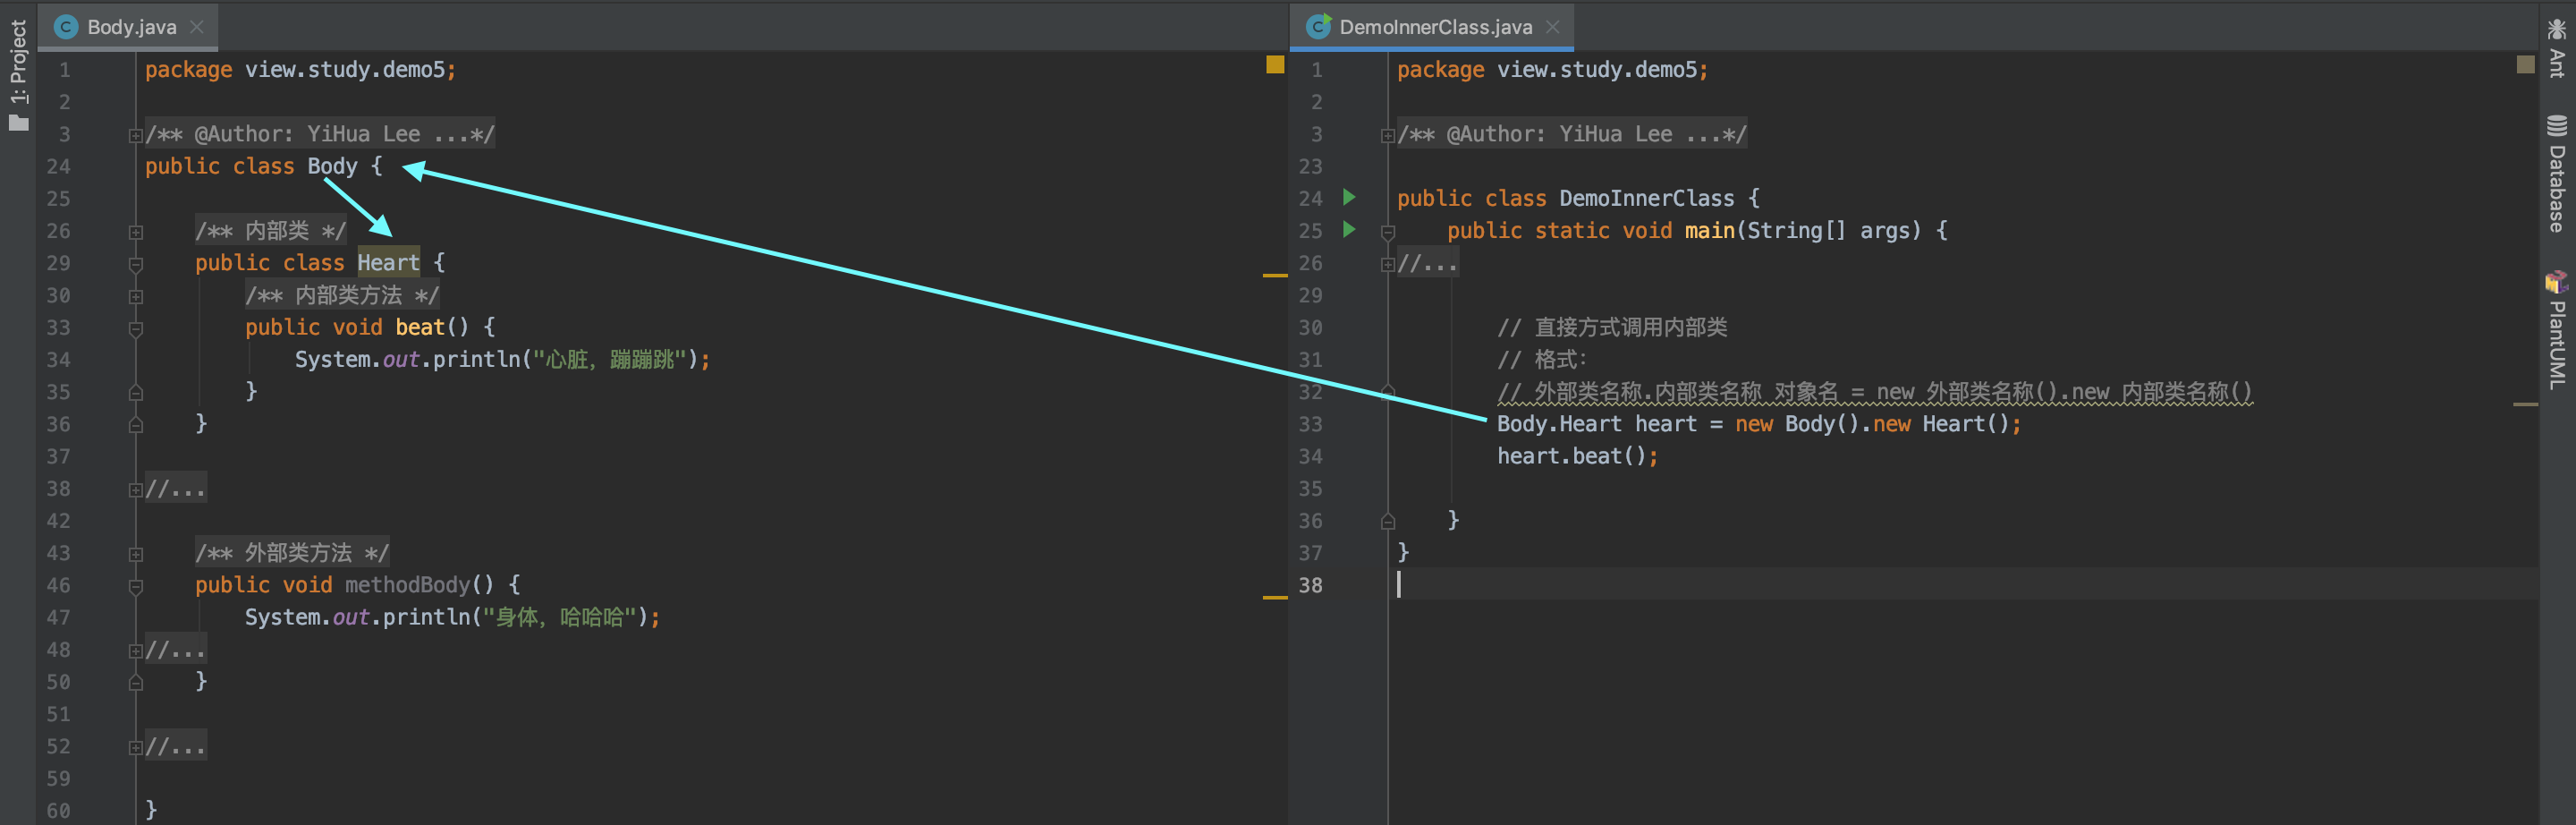 1: Project
Body.java
1 package view.study.demo5;
2
3 /** @Author: YiHua Lee ...*/
24 public class Body {
25
26 /** 内部类 */
29 public class Heart {
30 /** 内部类方法 */
33 public void beat() {
34 System.out.println("心脏，蹦蹦跳");
35 }
36 }
37
38 //...
42
43 /** 外部类方法 */
46 public void methodBody() {
47 System.out.println("身体，哈哈哈");
48 //...
50 }
51
52 //...
59
60 }
DemoInnerClass.java
1 package view.study.demo5;
2
3 /** @Author: YiHua Lee ...*/
23
24 public class DemoInnerClass {
25 public static void main(String[] args) {
26 //...
29
30 // 直接方式调用内部类
31 // 格式：
32 // 外部类名称.内部类名称 对象名 = new 外部类名称().new 内部类名称()
33 Body.Heart heart = new Body().new Heart();
34 heart.beat();
35
36 }
37 }
38
Ant
Database
PlantUML